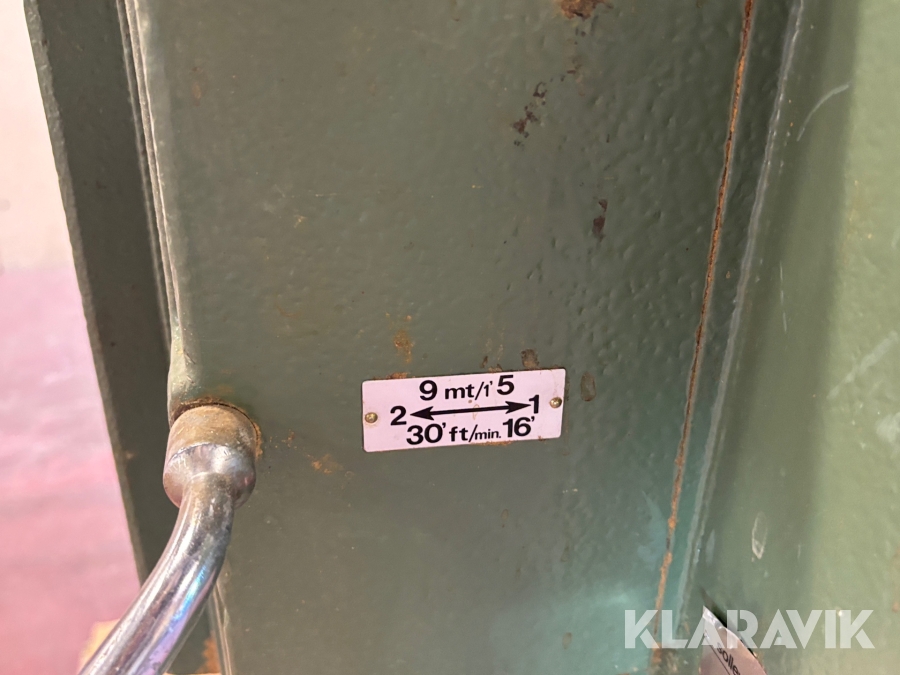 9 mt/1' 5
2 ↔ 1
30' ft/min. 16'
KLARAVIK